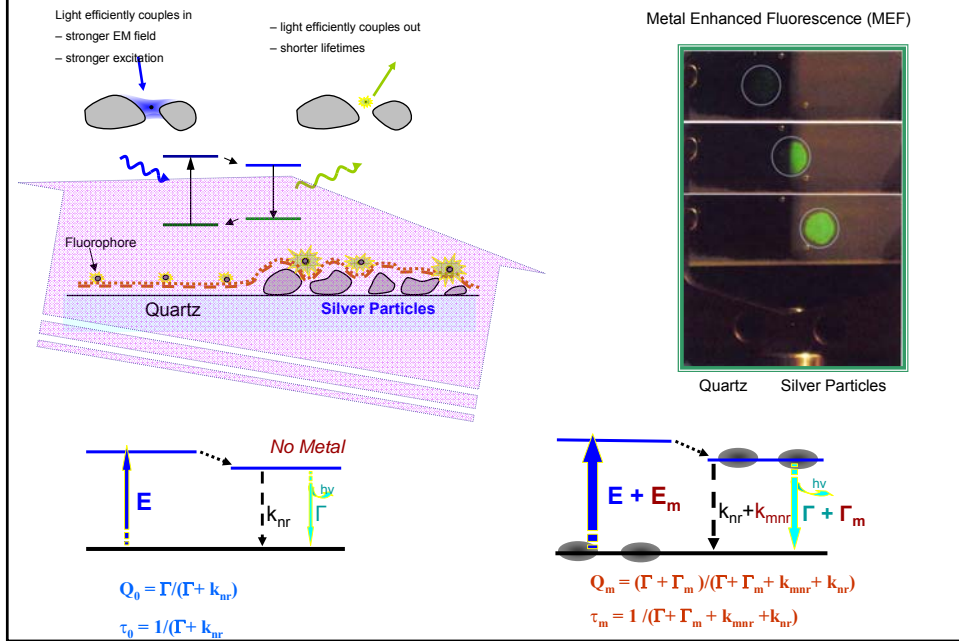 Light efficiently couples in
– stronger EM field
– stronger excitation
– light efficiently couples out
– shorter lifetimes
Metal Enhanced Fluorescence (MEF)
Fluorophore
Quartz
Silver Particles
Quartz Silver Particles
No Metal
E
k_nr
hν
Γ
E + E_m
k_nr+k_mnr
hν
Γ + Γ_m
Q_0 = Γ/(Γ+ k_nr)
τ_0 = 1/(Γ+ k_nr
Q_m = (Γ + Γ_m )/(Γ+ Γ_m + k_mnr + k_nr)
τ_m = 1 /(Γ+ Γ_m + k_mnr +k_nr)